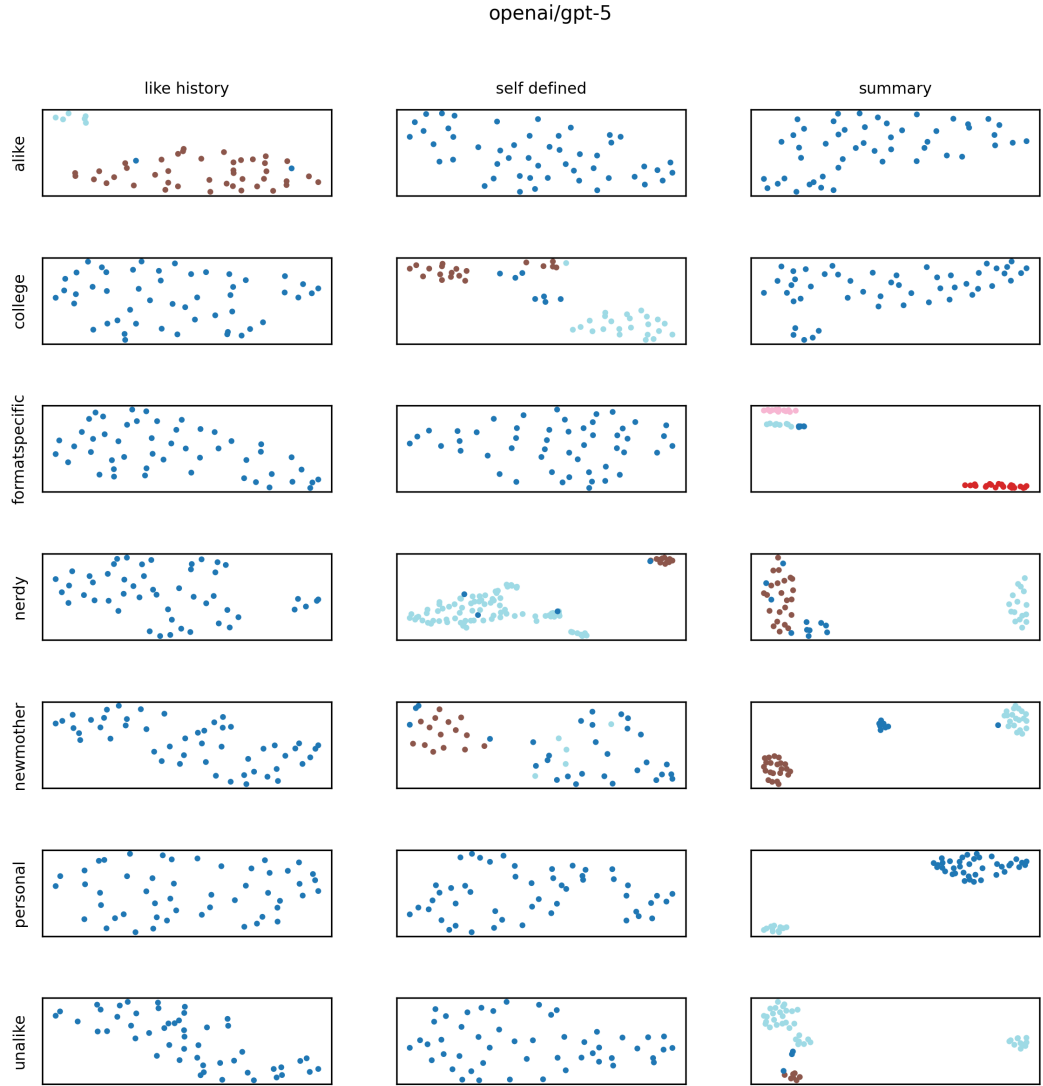 openai/gpt-5
like history
self defined
summary
alike
college
formatspecific
nerdy
newmother
personal
unalike